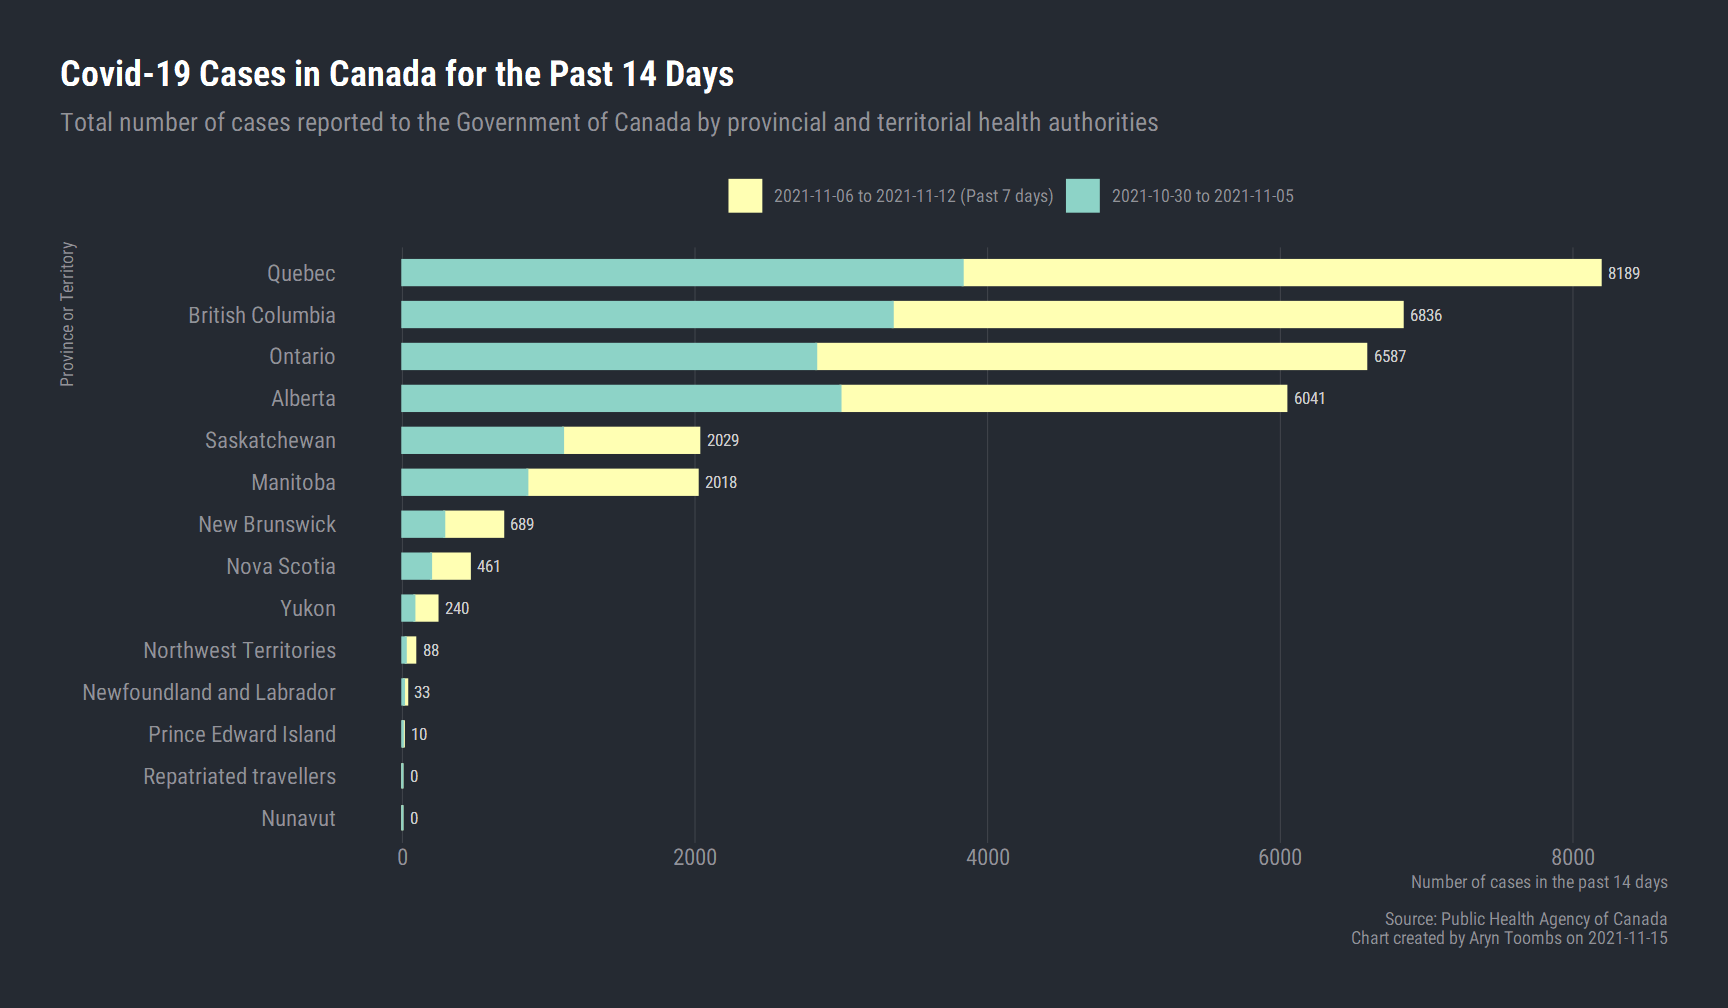 Covid-19 Cases in Canada for the Past 14 Days
Total number of cases reported to the Government of Canada by provincial and territorial health authorities
2021-11-06 to 2021-11-12 (Past 7 days)
2021-10-30 to 2021-11-05
Province or Territory
Quebec 8189
British Columbia 6836
Ontario 6587
Alberta 6041
Saskatchewan 2029
Manitoba 2018
New Brunswick 689
Nova Scotia 461
Yukon 240
Northwest Territories 88
Newfoundland and Labrador 33
Prince Edward Island 10
Repatriated travellers 0
Nunavut 0
0 2000 4000 6000 8000
Number of cases in the past 14 days
Source: Public Health Agency of Canada
Chart created by Aryn Toombs on 2021-11-15